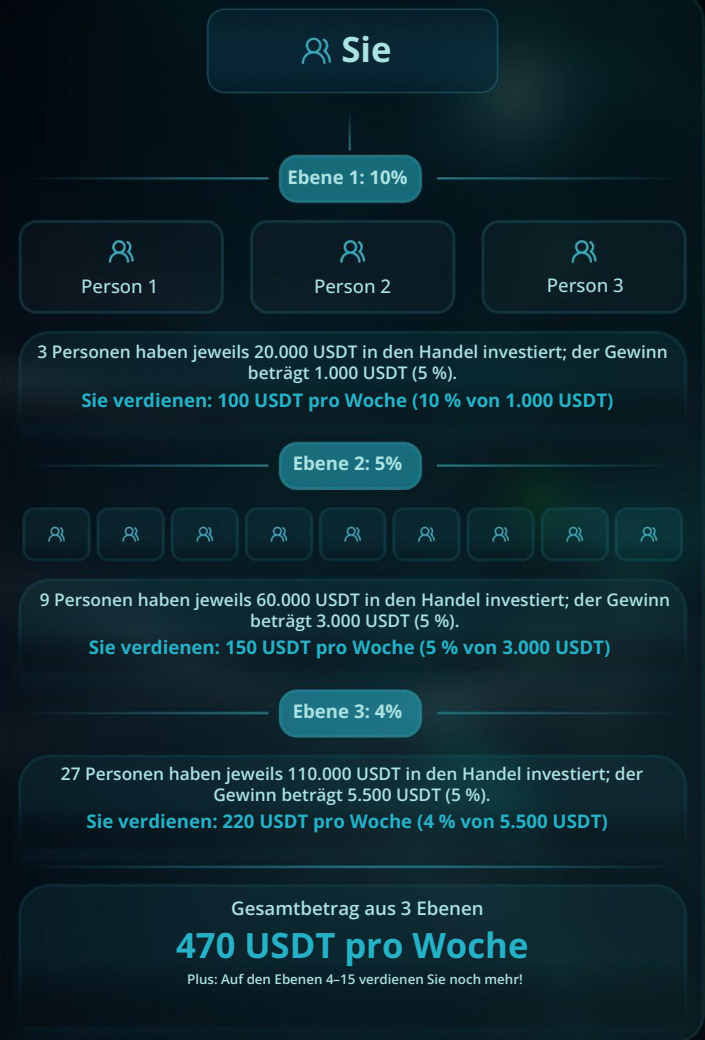 Sie
Ebene 1: 10%
Person 1
Person 2
Person 3
3 Personen haben jeweils 20.000 USDT in den Handel investiert; der Gewinn
beträgt 1.000 USDT (5 %).
Sie verdienen: 100 USDT pro Woche (10 % von 1.000 USDT)
Ebene 2: 5%
9 Personen haben jeweils 60.000 USDT in den Handel investiert; der Gewinn
beträgt 3.000 USDT (5 %).
Sie verdienen: 150 USDT pro Woche (5 % von 3.000 USDT)
Ebene 3: 4%
27 Personen haben jeweils 110.000 USDT in den Handel investiert; der
Gewinn beträgt 5.500 USDT (5 %).
Sie verdienen: 220 USDT pro Woche (4 % von 5.500 USDT)
Gesamtbetrag aus 3 Ebenen
470 USDT pro Woche
Plus: Auf den Ebenen 4–15 verdienen Sie noch mehr!